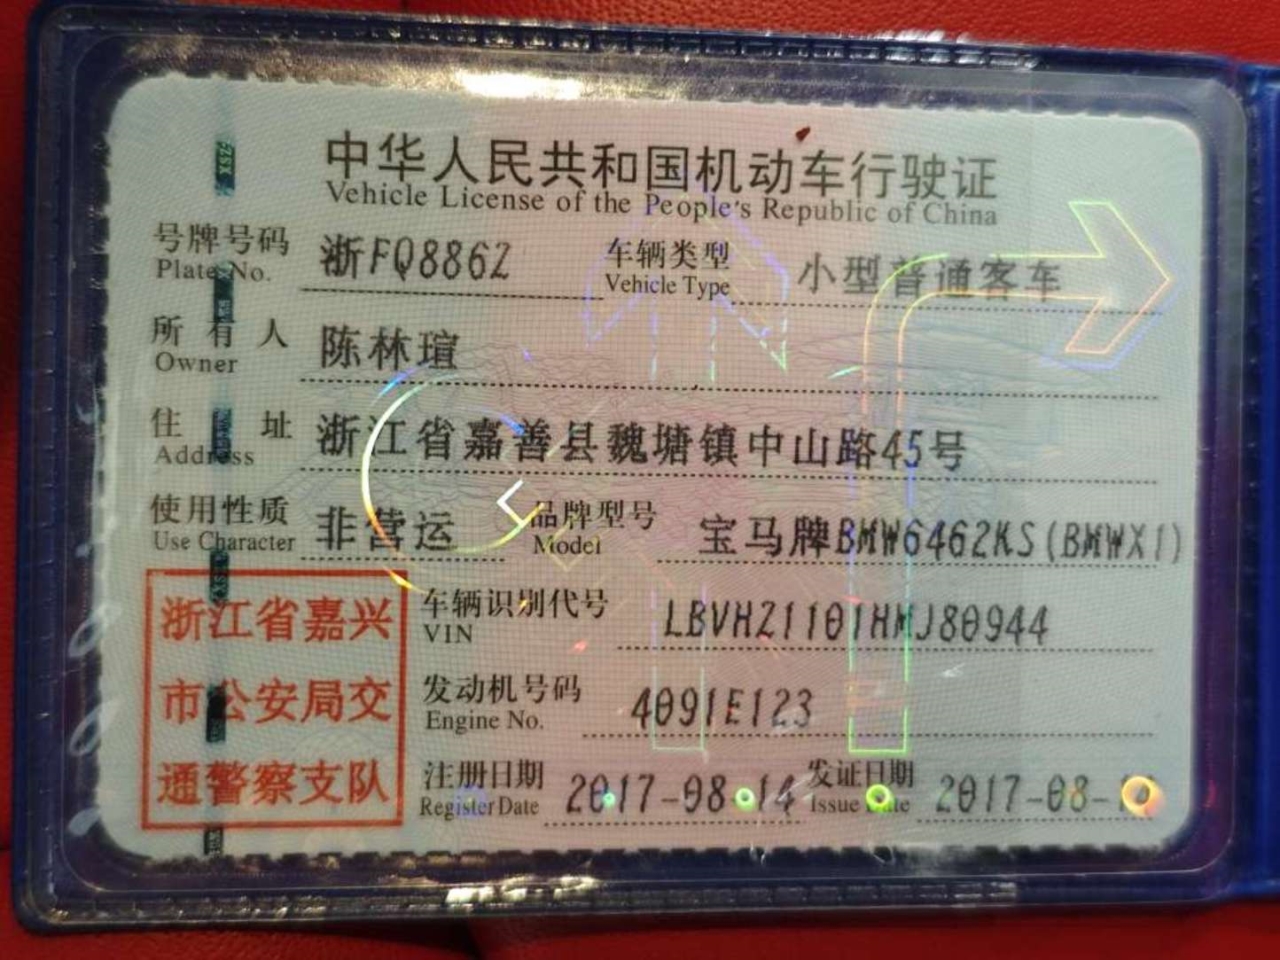 中华人民共和国机动车行驶证
Vehicle License of the People's Republic of China
号牌号码 浙FQ8862 车辆类型 小型普通客车
Plate No. Vehicle Type
所有人 陈林瑄
Owner
住址 浙江省嘉善县魏塘镇中山路45号
Address
使用性质 非营运 品牌型号 宝马牌BMW6462KS(BMWX1)
Use Character Model
浙江省嘉兴 车辆识别代号 LBVHZ1101HMJ80944
VIN
市公安局交 发动机号码 4091E123
Engine No.
通警察支队 注册日期 2017-08-14 发证日期 2017-08-
Register Date Issue Date